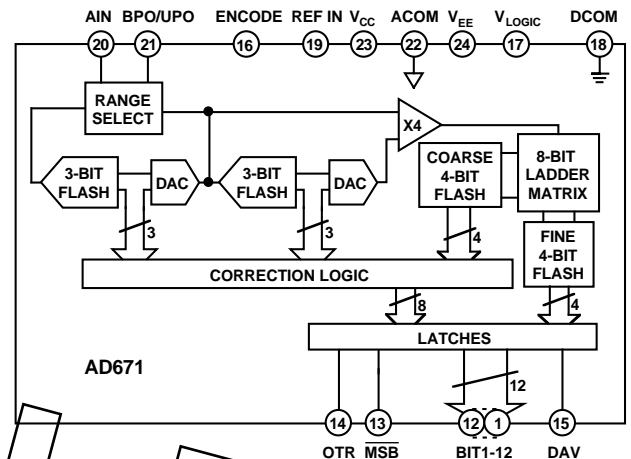 AIN BPO/UPO ENCODE REF IN VCC ACOM VEE VLOGIC DCOM
20 21 16 19 23 22 24 17 18
RANGE
SELECT
X4
3-BIT
FLASH
DAC
3-BIT
FLASH
DAC
COARSE
4-BIT
FLASH
8-BIT
LADDER
MATRIX
3
3
4
FINE
4-BIT
FLASH
CORRECTION LOGIC
8
4
LATCHES
AD671
12
14 13 12 1 15
OTR MSB BIT1-12 DAV